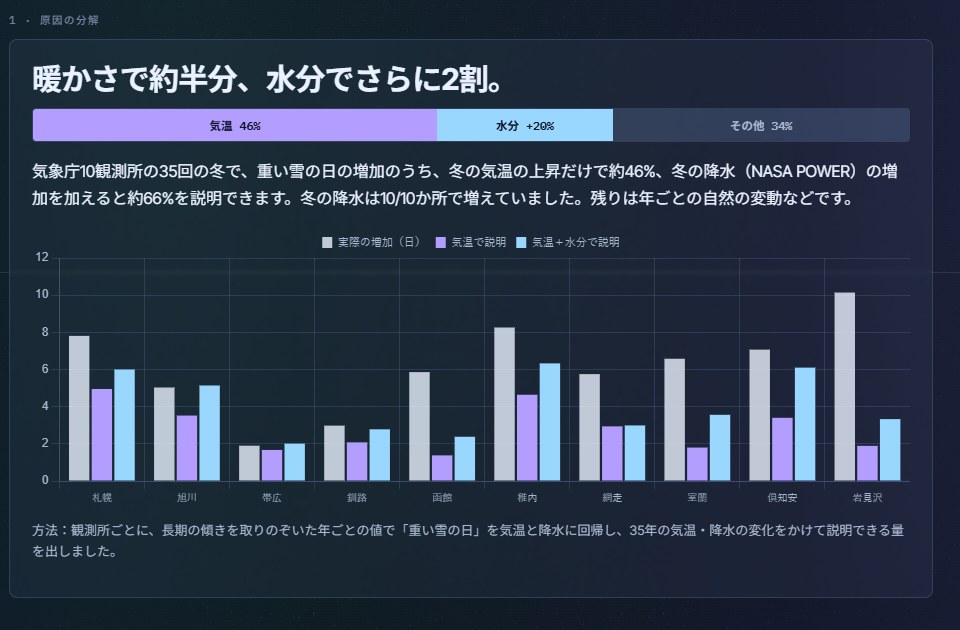 1 · 原因の分解
暖かさで約半分、水分でさらに2割。
気温 46%
水分 +20%
その他 34%
気象庁10観測所の35回の冬で、重い雪の日の増加のうち、冬の気温の上昇だけで約46%、冬の降水（NASA POWER）の増
加を加えると約66%を説明できます。冬の降水は10/10か所で増えていました。残りは年ごとの自然の変動などです。
実際の増加（日） 気温で説明 気温＋水分で説明
12
10
8
6
4
2
0
札幌 旭川 帯広 釧路 函館 稚内 網走 室蘭 倶知安 岩見沢
方法：観測所ごとに、長期の傾きを取りのぞいた年ごとの値で「重い雪の日」を気温と降水に回帰し、35年の気温・降水の変化をかけて説明できる量
を出しました。